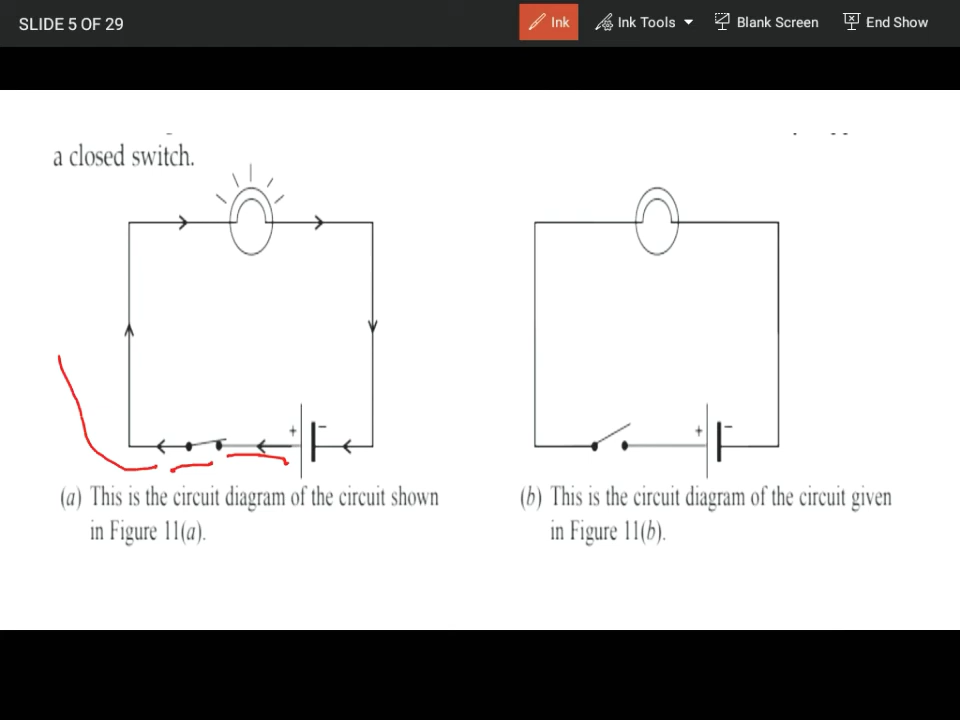 SLIDE 5 OF 29
Ink
Ink Tools
Blank Screen
End Show
a closed switch.
+ −
+ −
(a) This is the circuit diagram of the circuit shown
in Figure 11(a).
(b) This is the circuit diagram of the circuit given
in Figure 11(b).